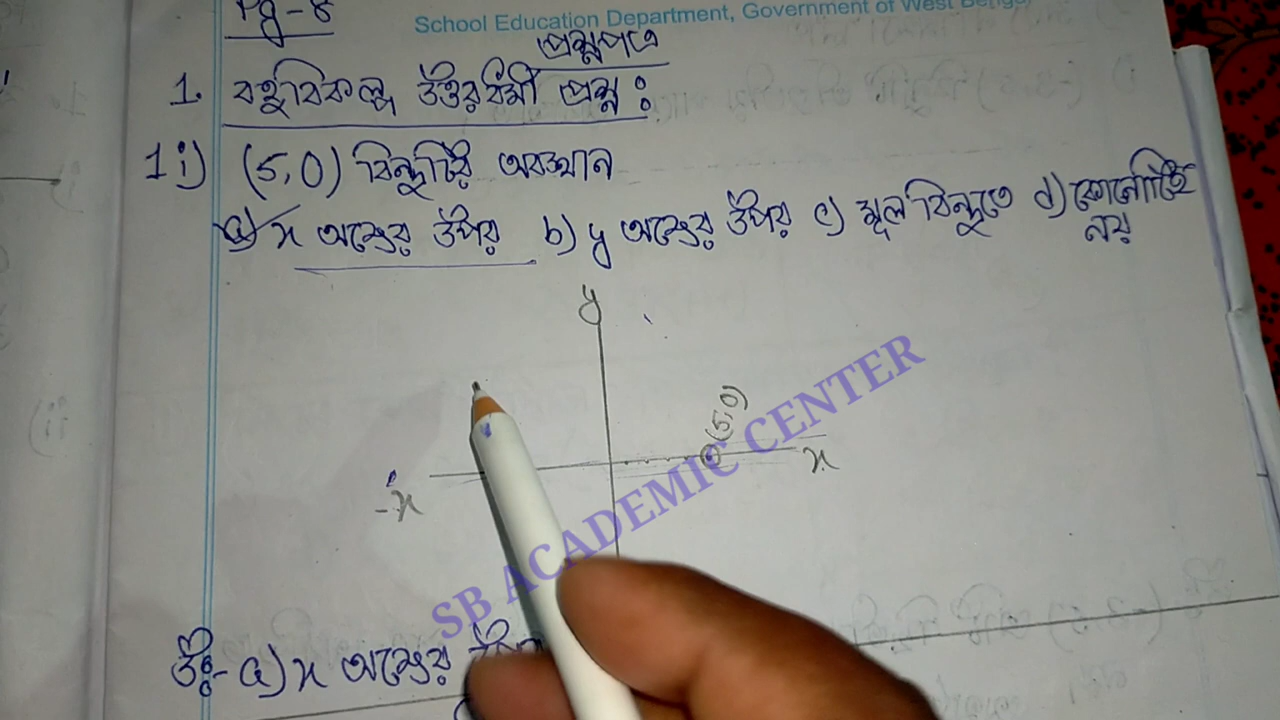 Pg-8
School Education Department, Government of West Benga
প্রশ্নপত্র
1. বহুবিকল্প উত্তরধর্মী প্রশ্ন :
1 i) (5,0) বিন্দুটির অবস্থান
a) x অক্ষের উপর b) y অক্ষের উপর c) মূল বিন্দুতে d) কোনোটিই
নয়
y
(5,0)
x
-x
SB ACADEMIC CENTER
উঃ- a) x অক্ষের